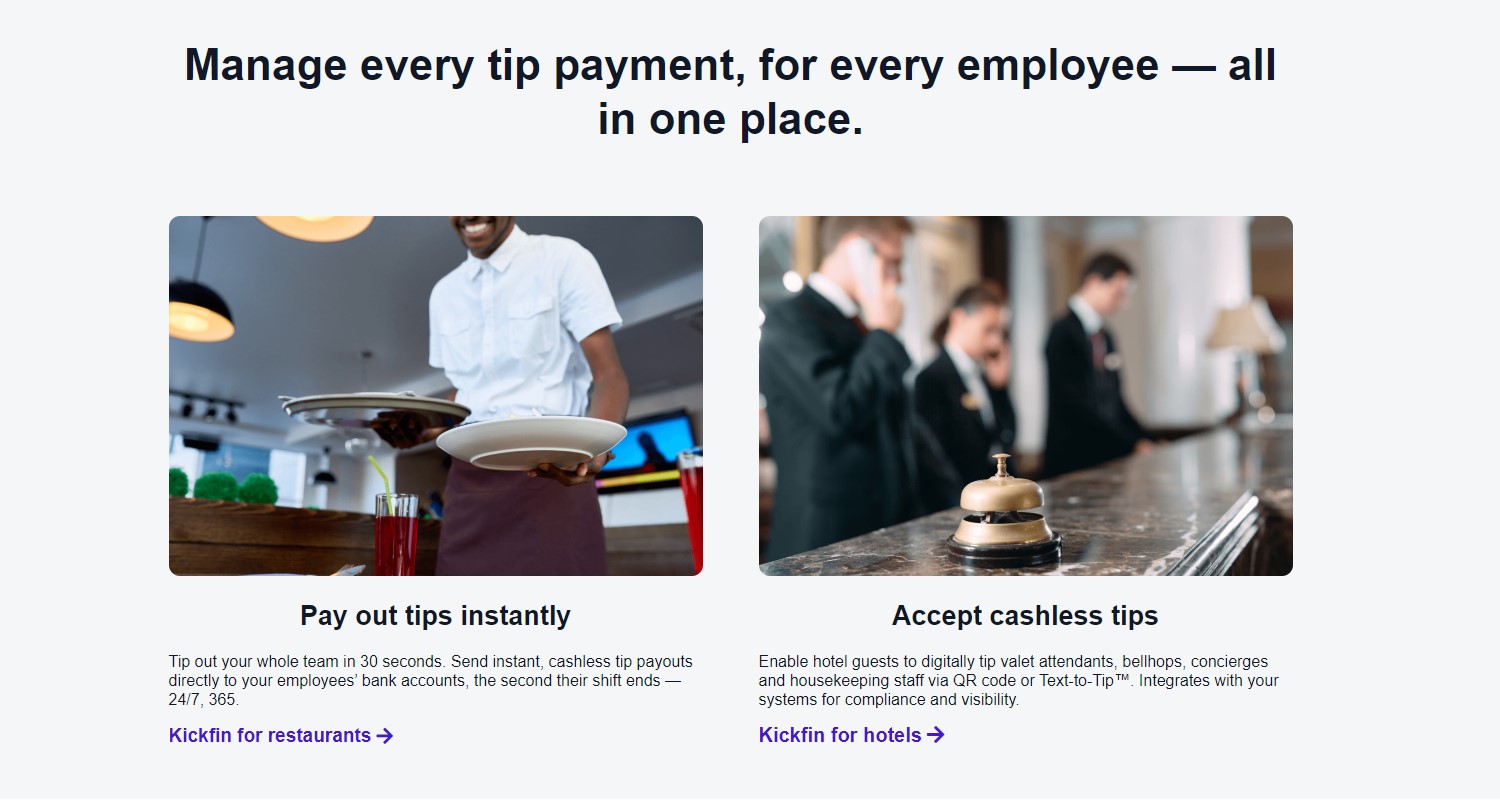 Manage every tip payment, for every employee — all
in one place.
Pay out tips instantly
Tip out your whole team in 30 seconds. Send instant, cashless tip payouts
directly to your employees’ bank accounts, the second their shift ends —
24/7, 365.
Kickfin for restaurants →
Accept cashless tips
Enable hotel guests to digitally tip valet attendants, bellhops, concierges
and housekeeping staff via QR code or Text-to-Tip™. Integrates with your
systems for compliance and visibility.
Kickfin for hotels →